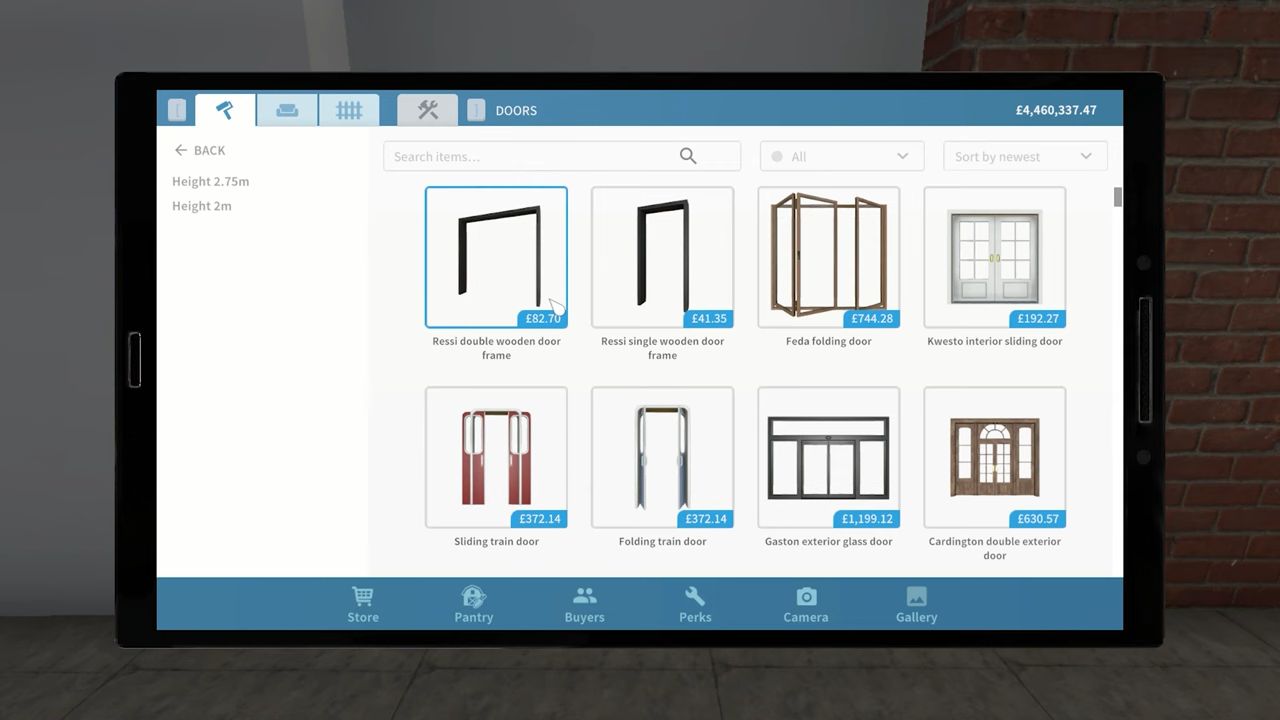 DOORS
£4,460,337.47
BACK
Search items...
All
Sort by newest
Height 2.75m
Height 2m
£82.70
£41.35
£744.28
£192.27
Ressi double wooden door
frame
Ressi single wooden door
frame
Feda folding door
Kwesto interior sliding door
£372.14
£372.14
£1,199.12
£630.57
Sliding train door
Folding train door
Gaston exterior glass door
Cardington double exterior
door
Store
Pantry
Buyers
Perks
Camera
Gallery